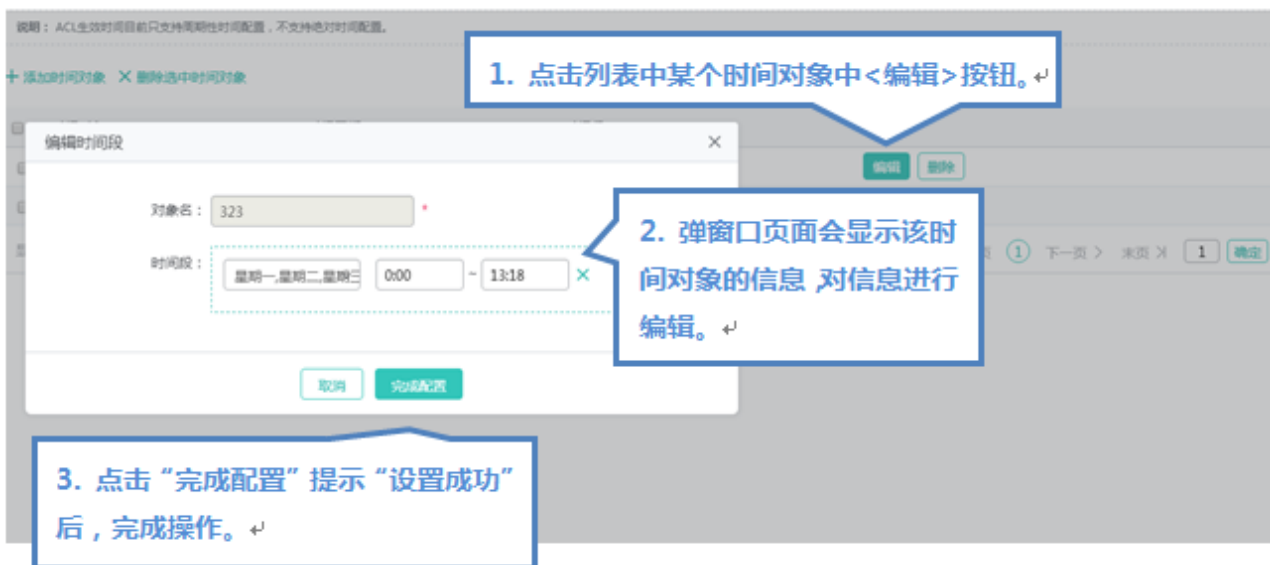 说明： ACL生效时间目前只支持周期性时间配置，不支持绝对时间配置。
+ 添加时间对象 ✕ 删除选中时间对象
1. 点击列表中某个时间对象中<编辑>按钮。↵
编辑时间段 ×
编辑 删除
对象名： 323 *
时间段： 星期一,星期二,星期三 0:00 ~ 13:18 ×
2. 弹窗口页面会显示该时
间对象的信息 ,对信息进行
编辑。↵
1 下一页 > 末页 1 确定
取消 完成配置
3. 点击“完成配置”提示“设置成功”
后，完成操作。↵